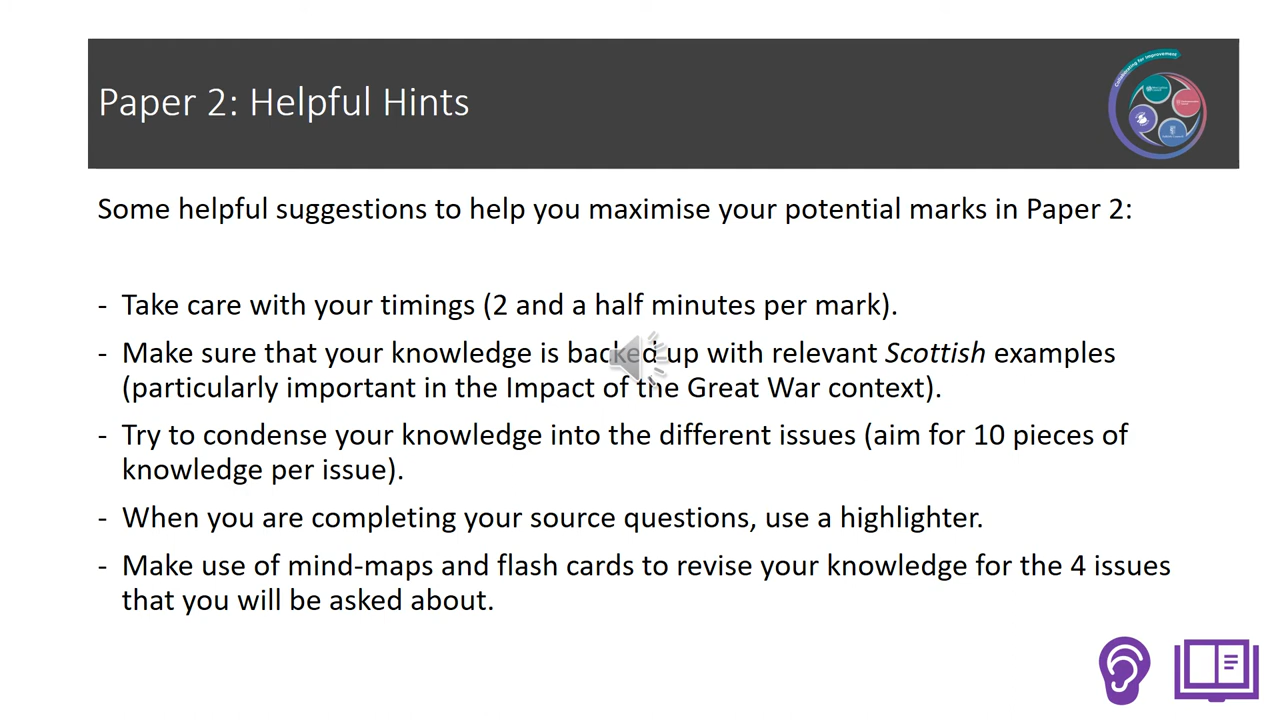 Paper 2: Helpful Hints
Collaborating for Improvement
Some helpful suggestions to help you maximise your potential marks in Paper 2:
- Take care with your timings (2 and a half minutes per mark).
- Make sure that your knowledge is backed up with relevant Scottish examples
(particularly important in the Impact of the Great War context).
- Try to condense your knowledge into the different issues (aim for 10 pieces of
knowledge per issue).
- When you are completing your source questions, use a highlighter.
- Make use of mind-maps and flash cards to revise your knowledge for the 4 issues
that you will be asked about.